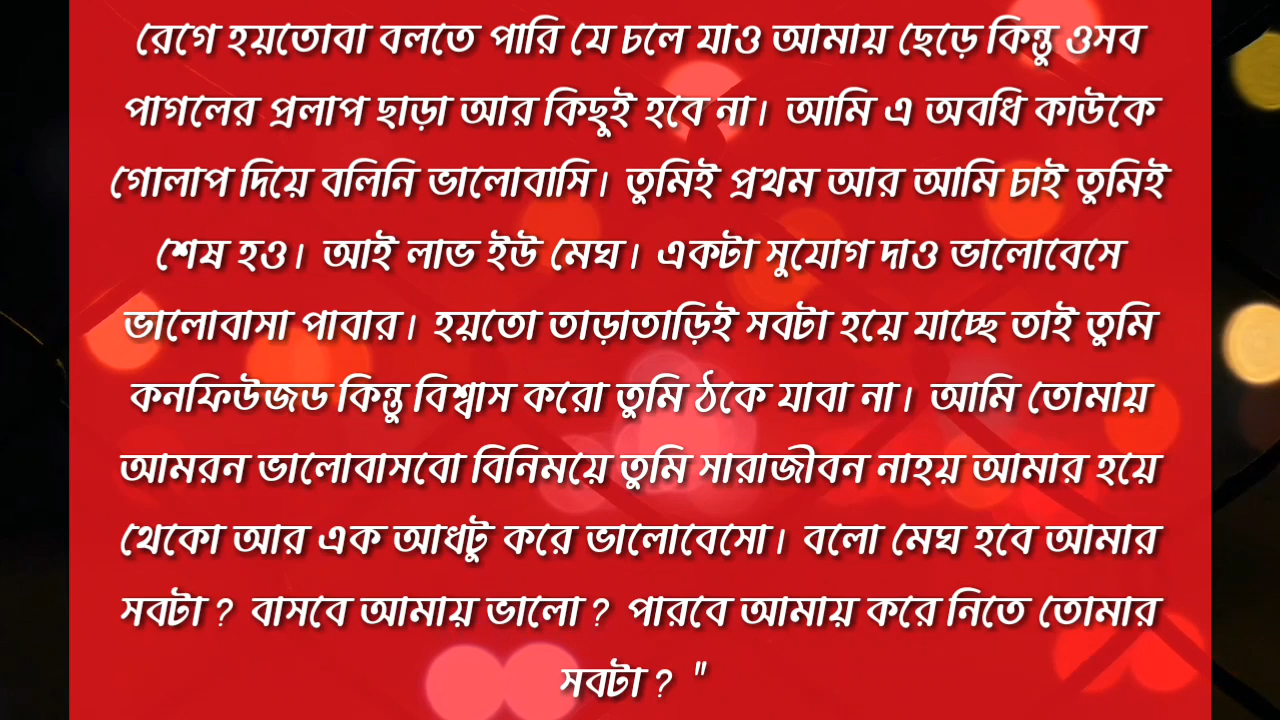 রেগে হয়তোবা বলতে পারি যে চলে যাও আমায় ছেড়ে কিন্তু ওসব
পাগলের প্রলাপ ছাড়া আর কিছুই হবে না। আমি এ অবধি কাউকে
গোলাপ দিয়ে বলিনি ভালোবাসি। তুমিই প্রথম আর আমি চাই তুমিই
শেষ হও। আই লাভ ইউ মেঘ। একটা সুযোগ দাও ভালোবেসে
ভালোবাসা পাবার। হয়তো তাড়াতাড়িই সবটা হয়ে যাচ্ছে তাই তুমি
কনফিউজড কিন্তু বিশ্বাস করো তুমি ঠকে যাবা না। আমি তোমায়
আমরন ভালোবাসবো বিনিময়ে তুমি সারাজীবন নাহয় আমার হয়ে
থেকো আর এক আধটু করে ভালোবেসো। বলো মেঘ হবে আমার
সবটা ? বাসবে আমায় ভালো ? পারবে আমায় করে নিতে তোমার
সবটা ? "